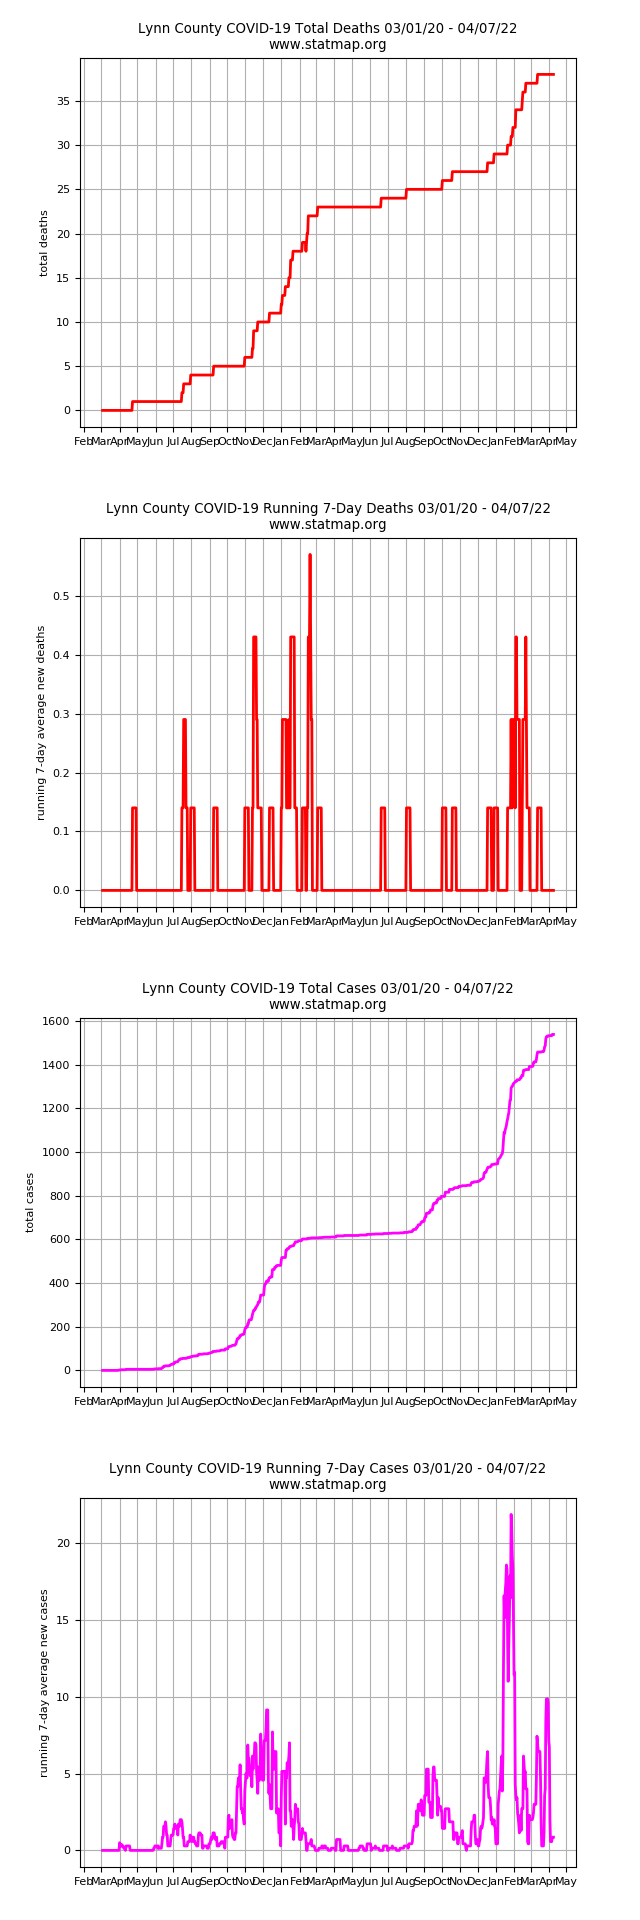 Lynn County COVID-19 Total Deaths 03/01/20 - 04/07/22
www.statmap.org
35
30
25
20
15
10
5
0
total deaths
Feb Mar Apr May Jun Jul Aug Sep Oct Nov Dec Jan Feb Mar Apr May Jun Jul Aug Sep Oct Nov Dec Jan Feb Mar Apr May
Lynn County COVID-19 Running 7-Day Deaths 03/01/20 - 04/07/22
www.statmap.org
0.5
0.4
0.3
0.2
0.1
0.0
running 7-day average new deaths
Feb Mar Apr May Jun Jul Aug Sep Oct Nov Dec Jan Feb Mar Apr May Jun Jul Aug Sep Oct Nov Dec Jan Feb Mar Apr May
Lynn County COVID-19 Total Cases 03/01/20 - 04/07/22
www.statmap.org
1600
1400
1200
1000
800
600
400
200
0
total cases
Feb Mar Apr May Jun Jul Aug Sep Oct Nov Dec Jan Feb Mar Apr May Jun Jul Aug Sep Oct Nov Dec Jan Feb Mar Apr May
Lynn County COVID-19 Running 7-Day Cases 03/01/20 - 04/07/22
www.statmap.org
20
15
10
5
0
running 7-day average new cases
Feb Mar Apr May Jun Jul Aug Sep Oct Nov Dec Jan Feb Mar Apr May Jun Jul Aug Sep Oct Nov Dec Jan Feb Mar Apr May